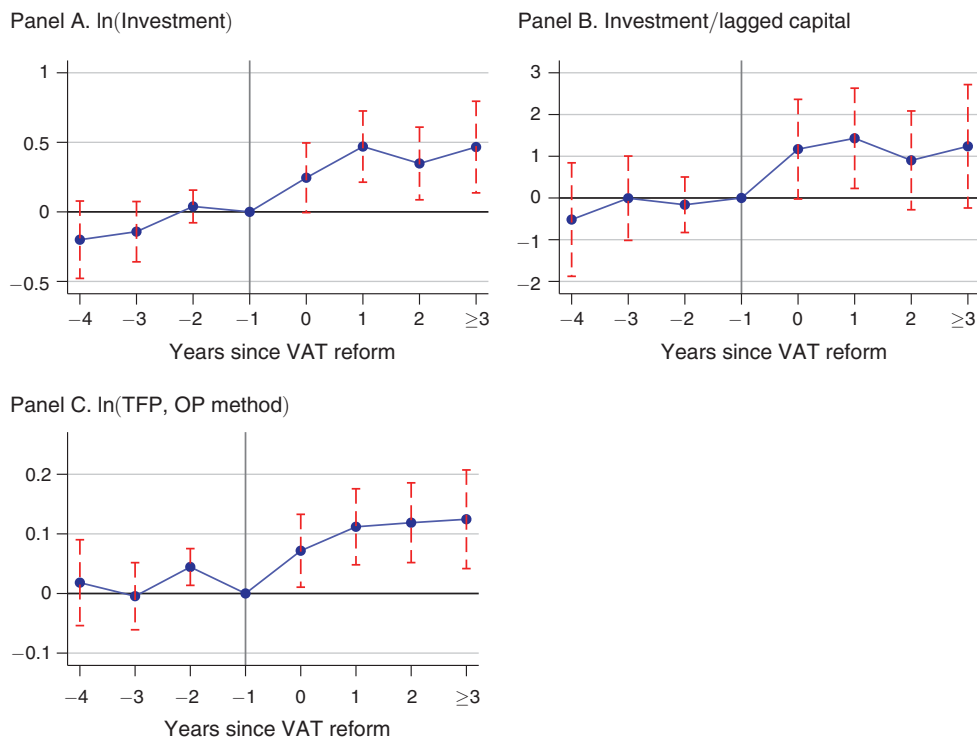 Panel A. ln(Investment)
1
0.5
0
−0.5
−4 −3 −2 −1 0 1 2 ≥3
Years since VAT reform
Panel B. Investment/lagged capital
3
2
1
0
−1
−2
−4 −3 −2 −1 0 1 2 ≥3
Years since VAT reform
Panel C. ln(TFP, OP method)
0.2
0.1
0
−0.1
−4 −3 −2 −1 0 1 2 ≥3
Years since VAT reform